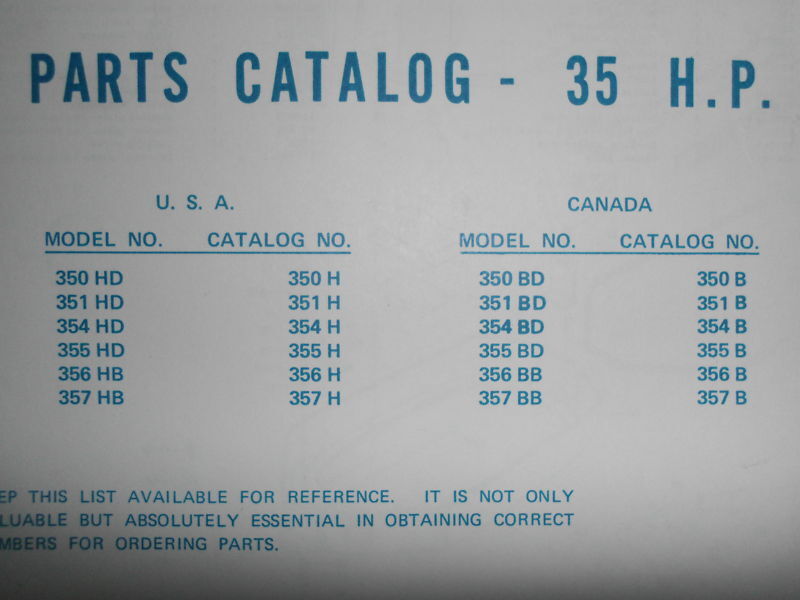 PARTS CATALOG - 35 H.P.
U. S. A. CANADA
MODEL NO. CATALOG NO. MODEL NO. CATALOG NO.
350 HD 350 H 350 BD 350 B
351 HD 351 H 351 BD 351 B
354 HD 354 H 354 BD 354 B
355 HD 355 H 355 BD 355 B
356 HB 356 H 356 BB 356 B
357 HB 357 H 357 BB 357 B
EP THIS LIST AVAILABLE FOR REFERENCE. IT IS NOT ONLY
LUABLE BUT ABSOLUTELY ESSENTIAL IN OBTAINING CORRECT
MBERS FOR ORDERING PARTS.